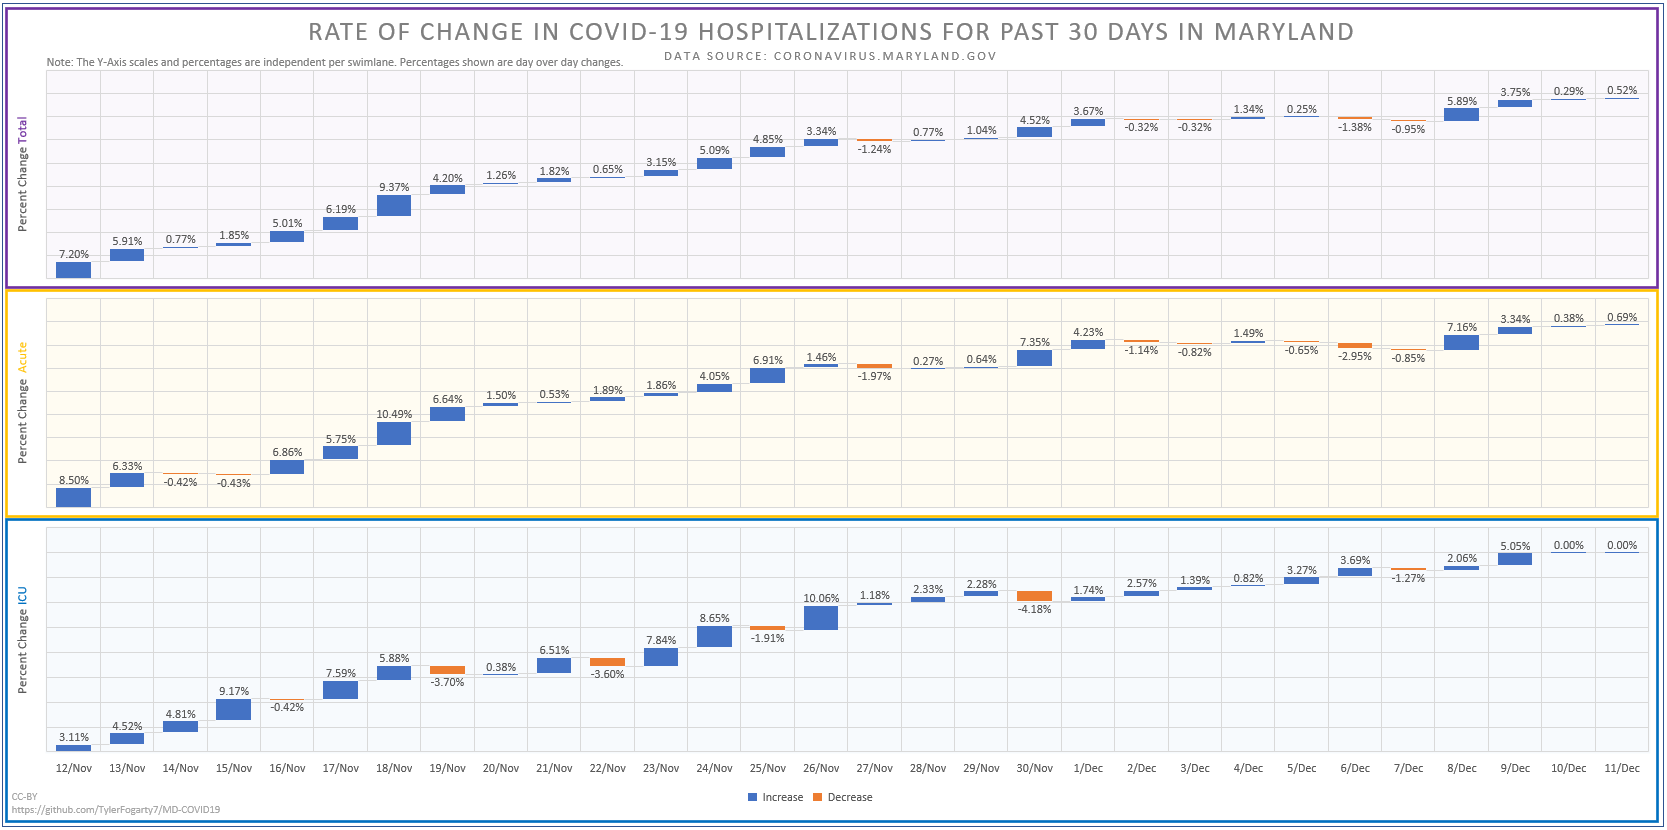 RATE OF CHANGE IN COVID-19 HOSPITALIZATIONS FOR PAST 30 DAYS IN MARYLAND
DATA SOURCE: CORONAVIRUS.MARYLAND.GOV
Note: The Y-Axis scales and percentages are independent per swimlane. Percentages shown are day over day changes.
Percent Change Total
7.20% 5.91% 0.77% 1.85% 5.01% 6.19% 9.37% 4.20% 1.26% 1.82% 0.65% 3.15% 5.09% 4.85% 3.34% -1.24% 0.77% 1.04% 4.52% 3.67% -0.32% -0.32% 1.34% 0.25% -1.38% -0.95% 5.89% 3.75% 0.29% 0.52%
Percent Change Acute
8.50% 6.33% -0.42% -0.43% 6.86% 5.75% 10.49% 6.64% 1.50% 0.53% 1.89% 1.86% 4.05% 6.91% 1.46% -1.97% 0.27% 0.64% 7.35% 4.23% -1.14% -0.82% 1.49% -0.65% -2.95% -0.85% 7.16% 3.34% 0.38% 0.69%
Percent Change ICU
3.11% 4.52% 4.81% 9.17% -0.42% 7.59% 5.88% -3.70% 0.38% 6.51% -3.60% 7.84% 8.65% -1.91% 10.06% 1.18% 2.33% 2.28% -4.18% 1.74% 2.57% 1.39% 0.82% 3.27% 3.69% -1.27% 2.06% 5.05% 0.00% 0.00%
12/Nov 13/Nov 14/Nov 15/Nov 16/Nov 17/Nov 18/Nov 19/Nov 20/Nov 21/Nov 22/Nov 23/Nov 24/Nov 25/Nov 26/Nov 27/Nov 28/Nov 29/Nov 30/Nov 1/Dec 2/Dec 3/Dec 4/Dec 5/Dec 6/Dec 7/Dec 8/Dec 9/Dec 10/Dec 11/Dec
Increase Decrease
CC-BY
https://github.com/TylerFogarty7/MD-COVID19